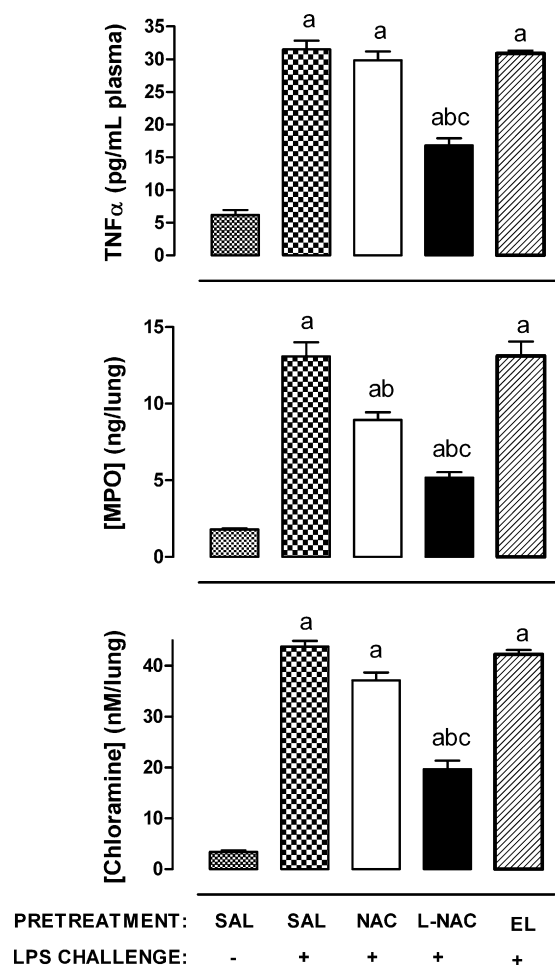 TNFα (pg/mL plasma)
35
30
25
20
15
10
5
0
a
a
abc
a
[MPO] (ng/lung)
15
10
5
0
a
ab
abc
a
[Chloramine] (nM/lung)
40
30
20
10
0
a
a
abc
a
PRETREATMENT: SAL SAL NAC L-NAC EL
LPS CHALLENGE: - + + + +